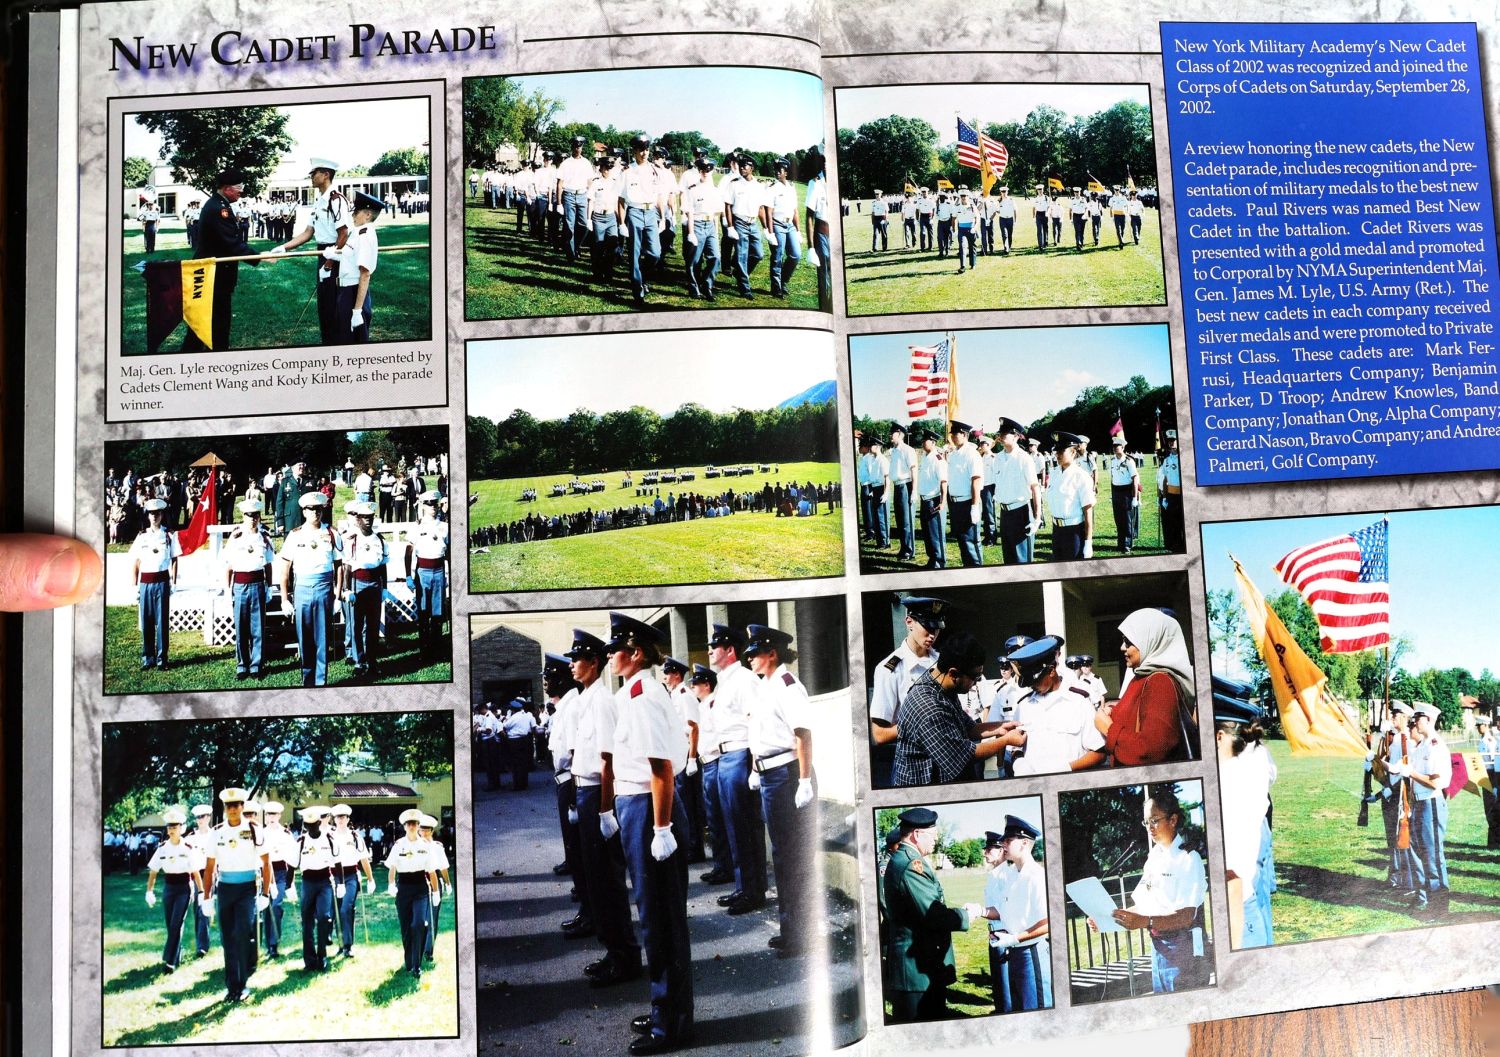 NEW CADET PARADE
NYMA
Maj. Gen. Lyle recognizes Company B, represented by
Cadets Clement Wang and Kody Kilmer, as the parade
winner.
New York Military Academy's New Cadet
Class of 2002 was recognized and joined the
Corps of Cadets on Saturday, September 28,
2002.
A review honoring the new cadets, the New
Cadet parade, includes recognition and pre-
sentation of military medals to the best new
cadets. Paul Rivers was named Best New
Cadet in the battalion. Cadet Rivers was
presented with a gold medal and promoted
to Corporal by NYMA Superintendent Maj.
Gen. James M. Lyle, U.S. Army (Ret.). The
best new cadets in each company received
silver medals and were promoted to Private
First Class. These cadets are: Mark Fer-
rusi, Headquarters Company; Benjamin
Parker, D Troop; Andrew Knowles, Band
Company; Jonathan Ong, Alpha Company;
Gerard Nason, Bravo Company; and Andrea
Palmeri, Golf Company.